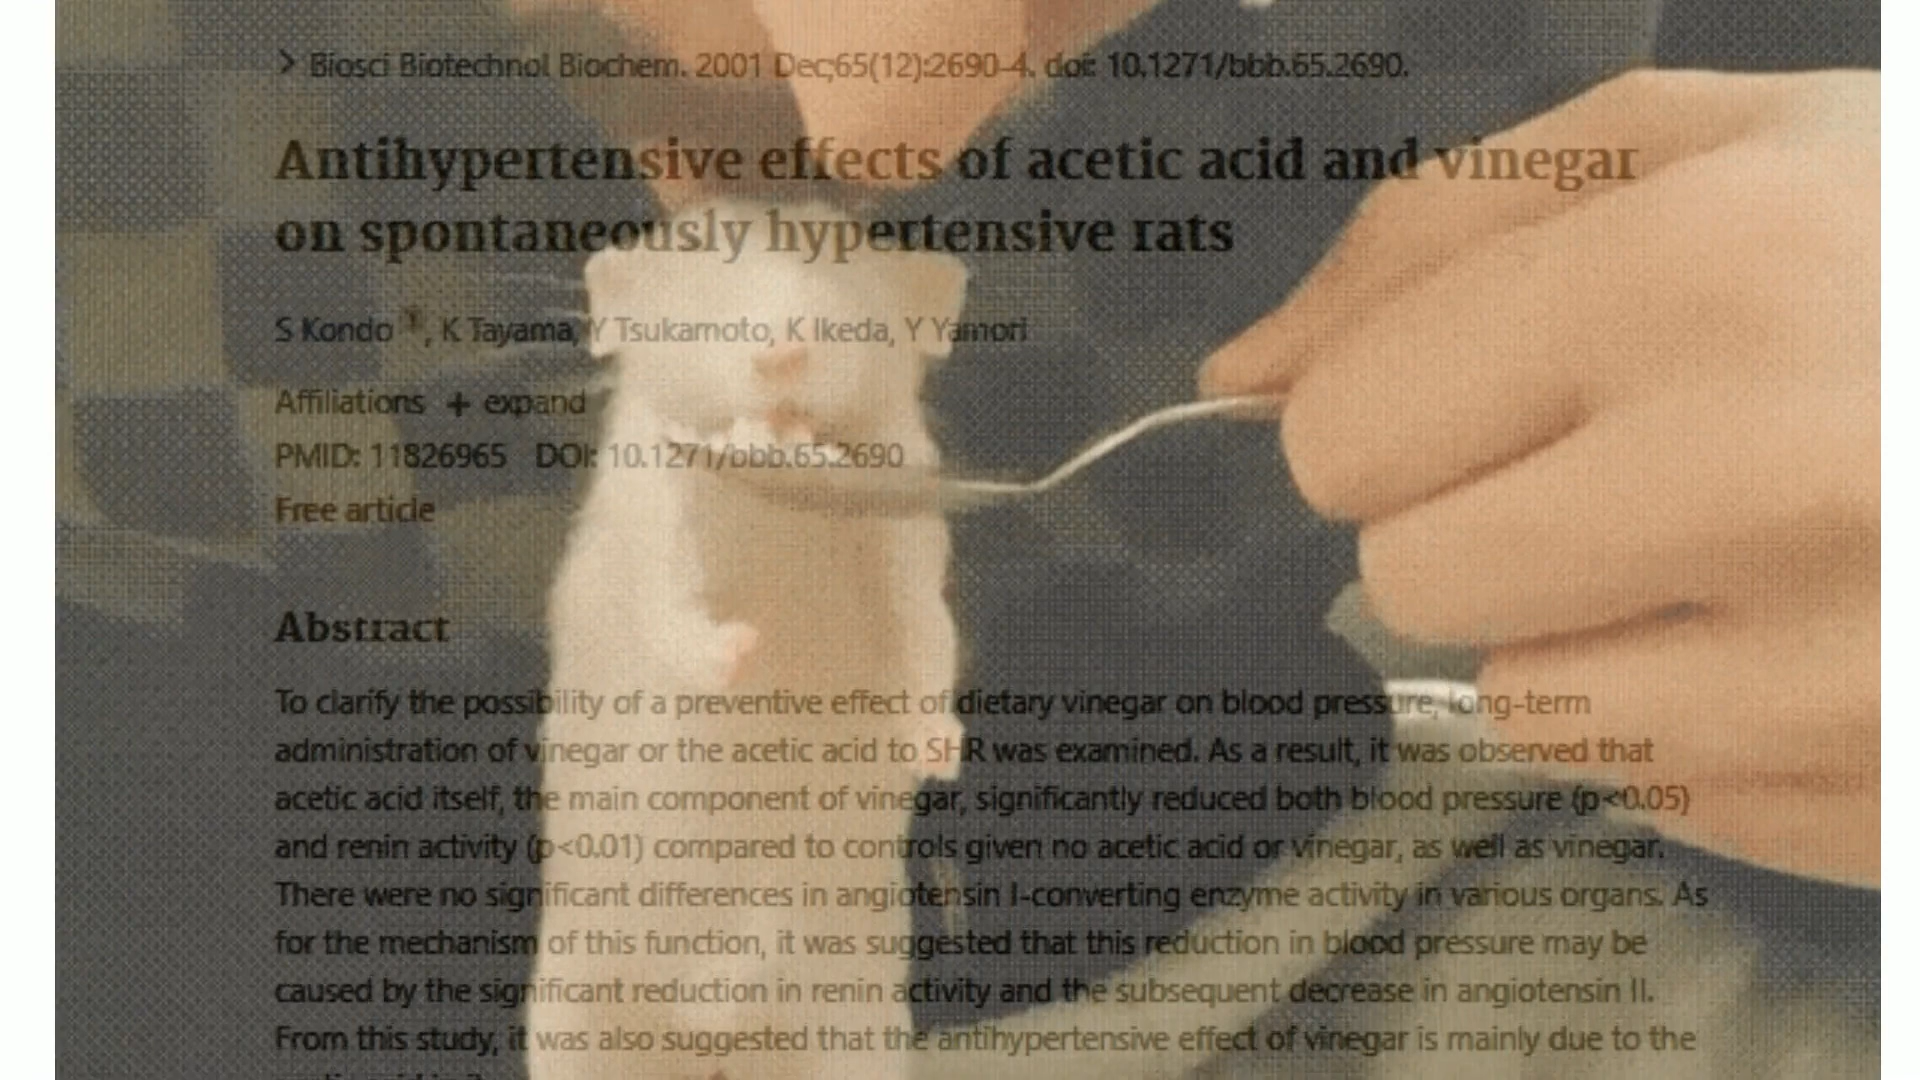 > Biosci Biotechnol Biochem. 2001 Dec;65(12):2690-4. doi: 10.1271/bbb.65.2690.
Antihypertensive effects of acetic acid and vinegar
on spontaneously hypertensive rats
S Kondo 1, K Tayama, Y Tsukamoto, K Ikeda, Y Yamori
Affiliations + expand
PMID: 11826965 DOI: 10.1271/bbb.65.2690
Free article
Abstract
To clarify the possibility of a preventive effect of dietary vinegar on blood pressure, long-term
administration of vinegar or the acetic acid to SHR was examined. As a result, it was observed that
acetic acid itself, the main component of vinegar, significantly reduced both blood pressure (p<0.05)
and renin activity (p<0.01) compared to controls given no acetic acid or vinegar, as well as vinegar.
There were no significant differences in angiotensin I-converting enzyme activity in various organs. As
for the mechanism of this function, it was suggested that this reduction in blood pressure may be
caused by the significant reduction in renin activity and the subsequent decrease in angiotensin II.
From this study, it was also suggested that the antihypertensive effect of vinegar is mainly due to the